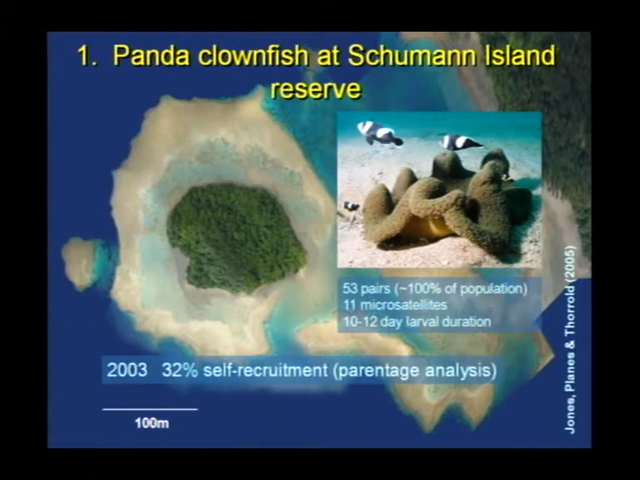 1. Panda clownfish at Schumann Island
reserve
53 pairs (~100% of population)
11 microsatellites
10-12 day larval duration
2003 32% self-recruitment (parentage analysis)
100m
Jones, Planes & Thorrold (2005)